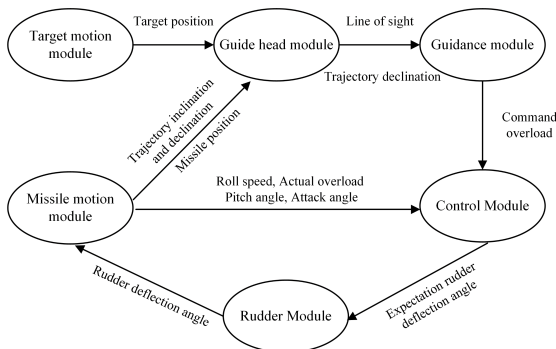 Target position
Line of sight
Target motion
module
Guide head module
Guidance module
Trajectory declination
Trajectory inclination
and declination
Missile position
Command
overload
Roll speed, Actual overload
Pitch angle, Attack angle
Missile motion
module
Control Module
Rudder deflection angle
Expectation rudder
deflection angle
Rudder Module